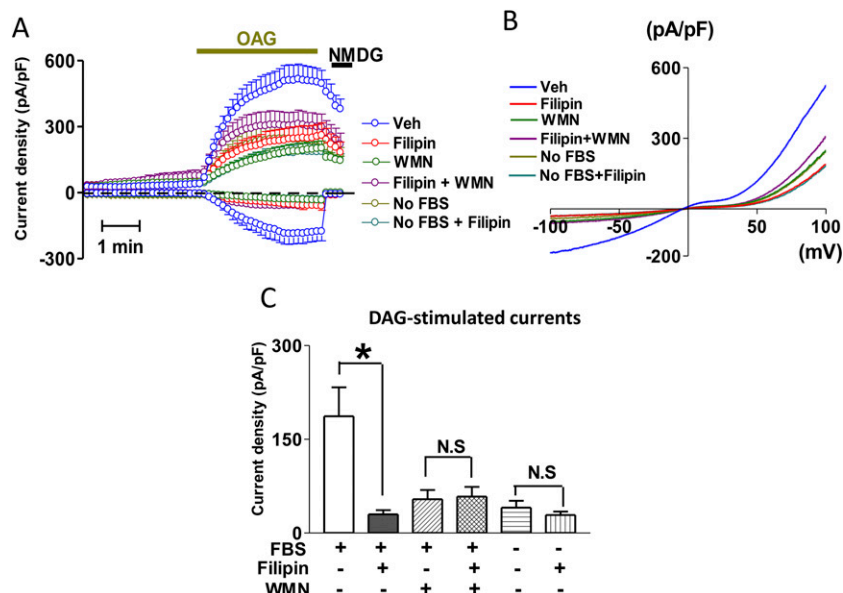 A
OAG
NMDG
Current density (pA/pF)
600
300
0
-300
1 min
Veh
Filipin
WMN
Filipin + WMN
No FBS
No FBS + Filipin
B
(pA/pF)
600
300
-200
-100
-50
0
50
100
(mV)
Veh
Filipin
WMN
Filipin+WMN
No FBS
No FBS+Filipin
C
DAG-stimulated currents
Current density (pA/pF)
300
150
0
*
N.S
N.S
FBS + + + + - -
Filipin - + - + - +
WMN - - + + - -